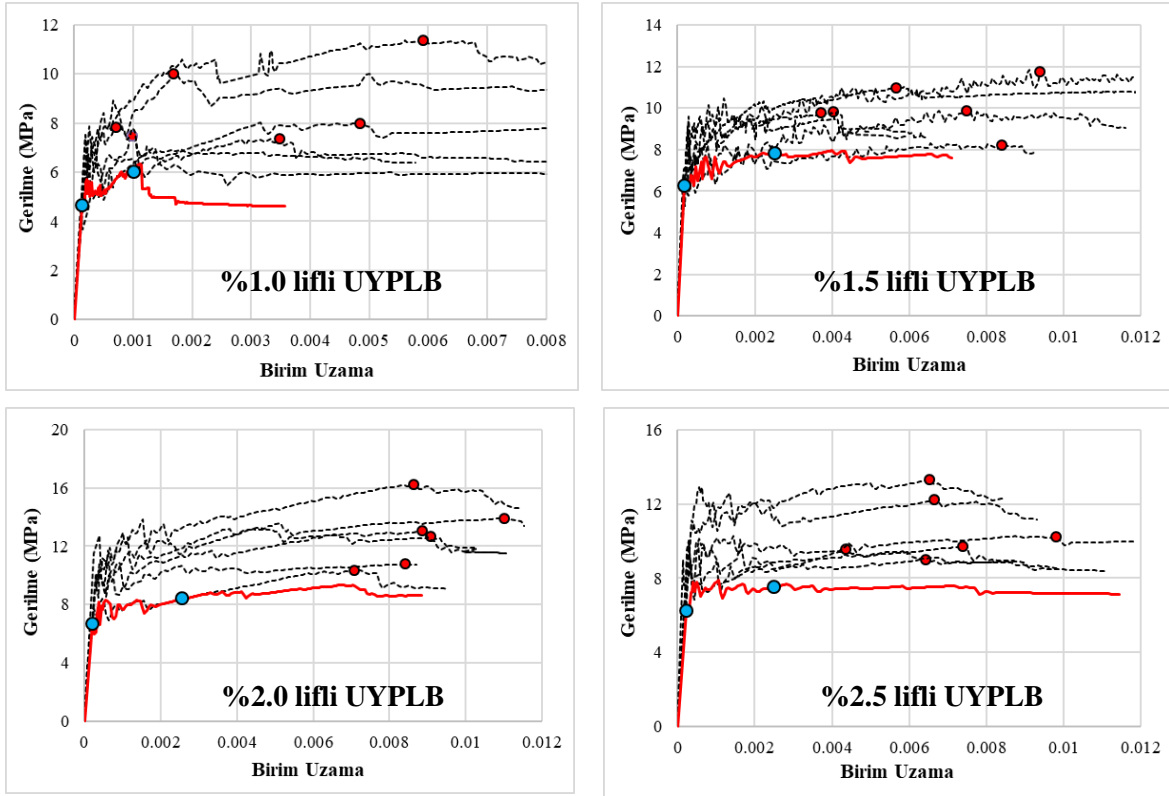 12
10
8
6
4
2
0
Gerilme (MPa)
%1.0 lifli UYPLB
0 0.001 0.002 0.003 0.004 0.005 0.006 0.007 0.008
Birim Uzama
14
12
10
8
6
4
2
0
Gerilme (MPa)
%1.5 lifli UYPLB
0 0.002 0.004 0.006 0.008 0.01 0.012
Birim Uzama
20
16
12
8
4
0
Gerilme (MPa)
%2.0 lifli UYPLB
0 0.002 0.004 0.006 0.008 0.01 0.012
Birim Uzama
16
12
8
4
0
Gerilme (MPa)
%2.5 lifli UYPLB
0 0.002 0.004 0.006 0.008 0.01 0.012
Birim Uzama